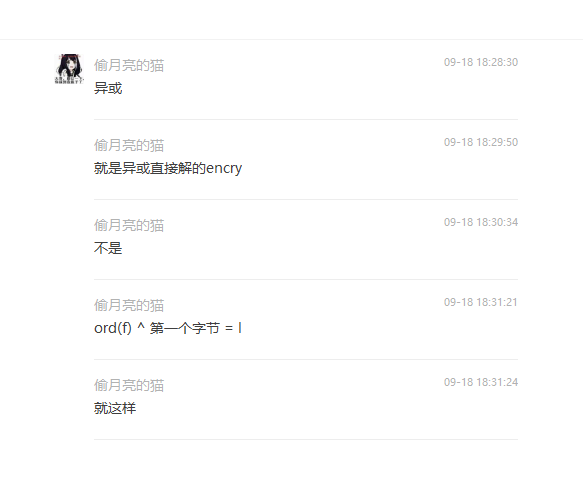 偷月亮的猫 09-18 18:28:30
异或
偷月亮的猫 09-18 18:29:50
就是异或直接解的encry
偷月亮的猫 09-18 18:30:34
不是
偷月亮的猫 09-18 18:31:21
ord(f) ^ 第一个字节 = l
偷月亮的猫 09-18 18:31:24
就这样